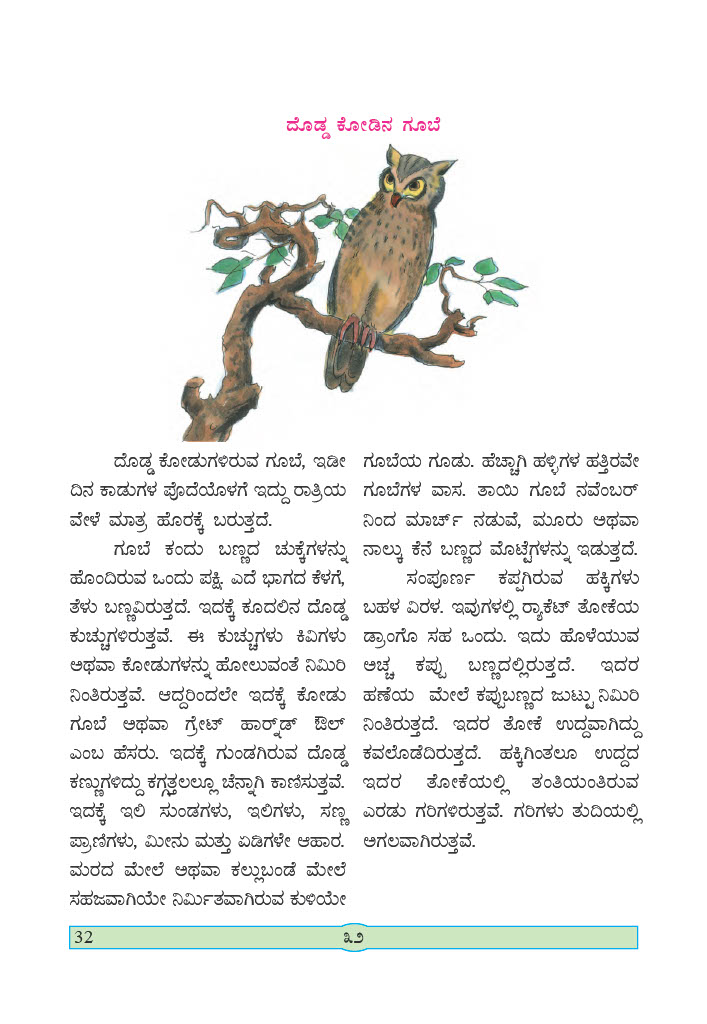 ದೊಡ್ಡ ಕೋಡಿನ ಗೂಬೆ
ದೊಡ್ಡ ಕೋಡುಗಳಿರುವ ಗೂಬೆ, ಇಡೀ
ದಿನ ಕಾಡುಗಳ ಪೊದೆಯೊಳಗೆ ಇದ್ದು ರಾತ್ರಿಯ
ವೇಳೆ ಮಾತ್ರ ಹೊರಕ್ಕೆ ಬರುತ್ತದೆ.
ಗೂಬೆ ಕಂದು ಬಣ್ಣದ ಚುಕ್ಕೆಗಳನ್ನು
ಹೊಂದಿರುವ ಒಂದು ಪಕ್ಷಿ. ಎದೆ ಭಾಗದ ಕೆಳಗೆ,
ತೆಳು ಬಣ್ಣವಿರುತ್ತದೆ. ಇದಕ್ಕೆ ಕೂದಲಿನ ದೊಡ್ಡ
ಕುಚ್ಚುಗಳಿರುತ್ತವೆ. ಈ ಕುಚ್ಚುಗಳು ಕಿವಿಗಳು
ಅಥವಾ ಕೋಡುಗಳನ್ನು ಹೋಲುವಂತೆ ನಿಮಿರಿ
ನಿಂತಿರುತ್ತವೆ. ಆದ್ದರಿಂದಲೇ ಇದಕ್ಕೆ ಕೋಡು
ಗೂಬೆ ಅಥವಾ ಗ್ರೇಟ್ ಹಾರ್ನ್‌ಡ್ ಔಲ್
ಎಂಬ ಹೆಸರು. ಇದಕ್ಕೆ ಗುಂಡಗಿರುವ ದೊಡ್ಡ
ಕಣ್ಣುಗಳಿದ್ದು ಕಗ್ಗತ್ತಲಲ್ಲೂ ಚೆನ್ನಾಗಿ ಕಾಣಿಸುತ್ತವೆ.
ಇದಕ್ಕೆ ಇಲಿ ಸುಂಡಗಳು, ಇಲಿಗಳು, ಸಣ್ಣ
ಪ್ರಾಣಿಗಳು, ಮೀನು ಮತ್ತು ಏಡಿಗಳೇ ಆಹಾರ.
ಮರದ ಮೇಲೆ ಅಥವಾ ಕಲ್ಲುಬಂಡೆ ಮೇಲೆ
ಸಹಜವಾಗಿಯೇ ನಿರ್ಮಿತವಾಗಿರುವ ಕುಳಿಯೇ
ಗೂಬೆಯ ಗೂಡು. ಹೆಚ್ಚಾಗಿ ಹಳ್ಳಿಗಳ ಹತ್ತಿರವೇ
ಗೂಬೆಗಳ ವಾಸ. ತಾಯಿ ಗೂಬೆ ನವೆಂಬರ್
ನಿಂದ ಮಾರ್ಚ್ ನಡುವೆ, ಮೂರು ಅಥವಾ
ನಾಲ್ಕು ಕೆನೆ ಬಣ್ಣದ ಮೊಟ್ಟೆಗಳನ್ನು ಇಡುತ್ತದೆ.
ಸಂಪೂರ್ಣ ಕಪ್ಪಗಿರುವ ಹಕ್ಕಿಗಳು
ಬಹಳ ವಿರಳ. ಇವುಗಳಲ್ಲಿ ರ‍್ಯಾಕೆಟ್ ತೋಕೆಯ
ಡ್ರಾಂಗೊ ಸಹ ಒಂದು. ಇದು ಹೊಳೆಯುವ
ಅಚ್ಚ ಕಪ್ಪು ಬಣ್ಣದಲ್ಲಿರುತ್ತದೆ. ಇದರ
ಹಣೆಯ ಮೇಲೆ ಕಪ್ಪುಬಣ್ಣದ ಜುಟ್ಟು ನಿಮಿರಿ
ನಿಂತಿರುತ್ತದೆ. ಇದರ ತೋಕೆ ಉದ್ದವಾಗಿದ್ದು
ಕವಲೊಡೆದಿರುತ್ತದೆ. ಹಕ್ಕಿಗಿಂತಲೂ ಉದ್ದದ
ಇದರ ತೋಕೆಯಲ್ಲಿ ತಂತಿಯಂತಿರುವ
ಎರಡು ಗರಿಗಳಿರುತ್ತವೆ. ಗರಿಗಳು ತುದಿಯಲ್ಲಿ
ಅಗಲವಾಗಿರುತ್ತವೆ.
32 ೩೨